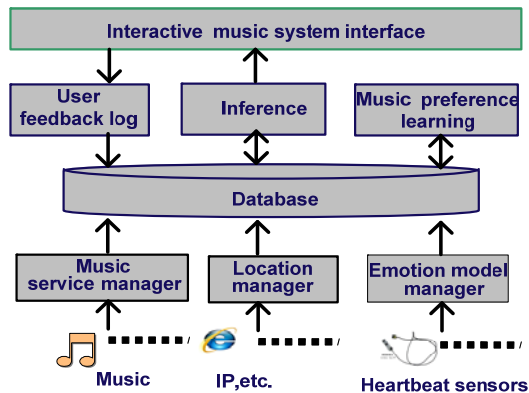 Interactive music system interface
User
feedback log
Inference
Music preference
learning
Database
Music
service manager
Location
manager
Emotion model
manager
Music
IP,etc.
Heartbeat sensors